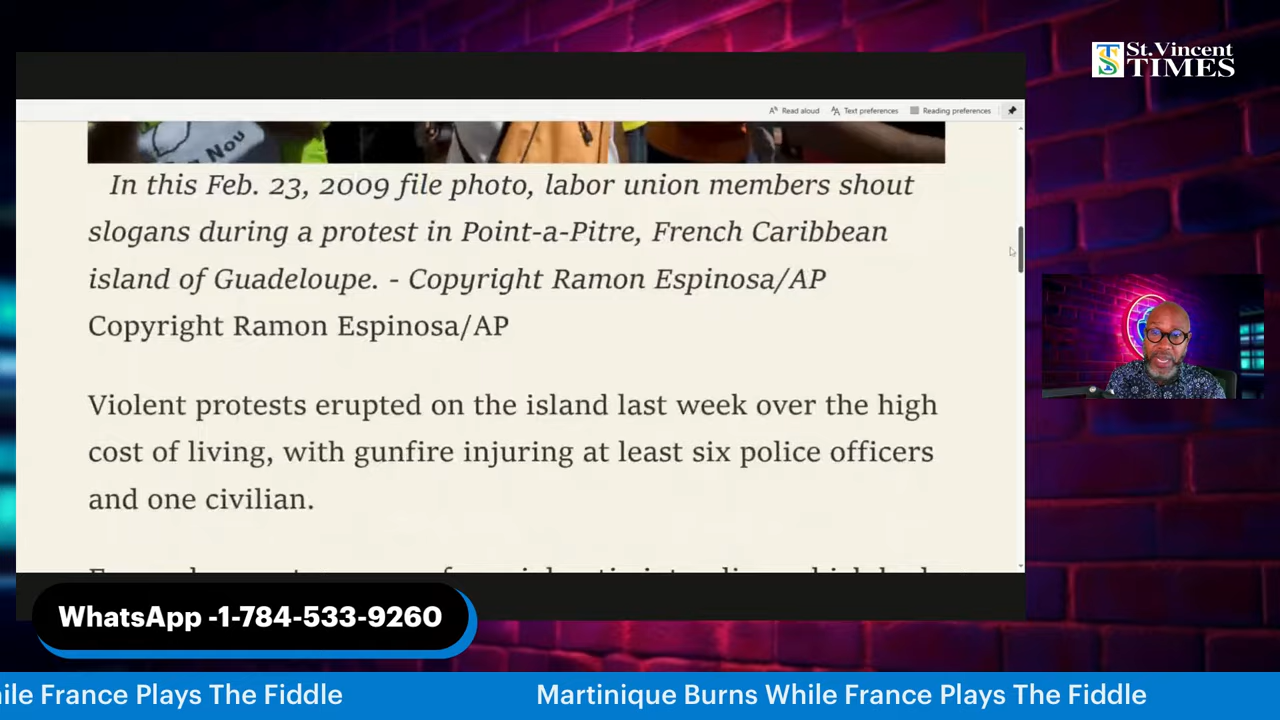 St.Vincent
TIMES
Read aloud
Text preferences
Reading preferences
Nou
In this Feb. 23, 2009 file photo, labor union members shout
slogans during a protest in Point-a-Pitre, French Caribbean
island of Guadeloupe. - Copyright Ramon Espinosa/AP
Copyright Ramon Espinosa/AP
Violent protests erupted on the island last week over the high
cost of living, with gunfire injuring at least six police officers
and one civilian.
WhatsApp -1-784-533-9260
ile France Plays The Fiddle
Martinique Burns While France Plays The Fiddle